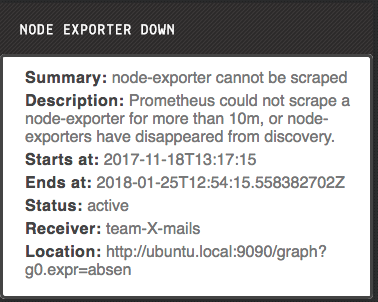 NODE EXPORTER DOWN
Summary: node-exporter cannot be scraped
Description: Prometheus could not scrape a
node-exporter for more than 10m, or node-
exporters have disappeared from discovery.
Starts at: 2017-11-18T13:17:15
Ends at: 2018-01-25T12:54:15.558382702Z
Status: active
Receiver: team-X-mails
Location: http://ubuntu.local:9090/graph?
g0.expr=absen